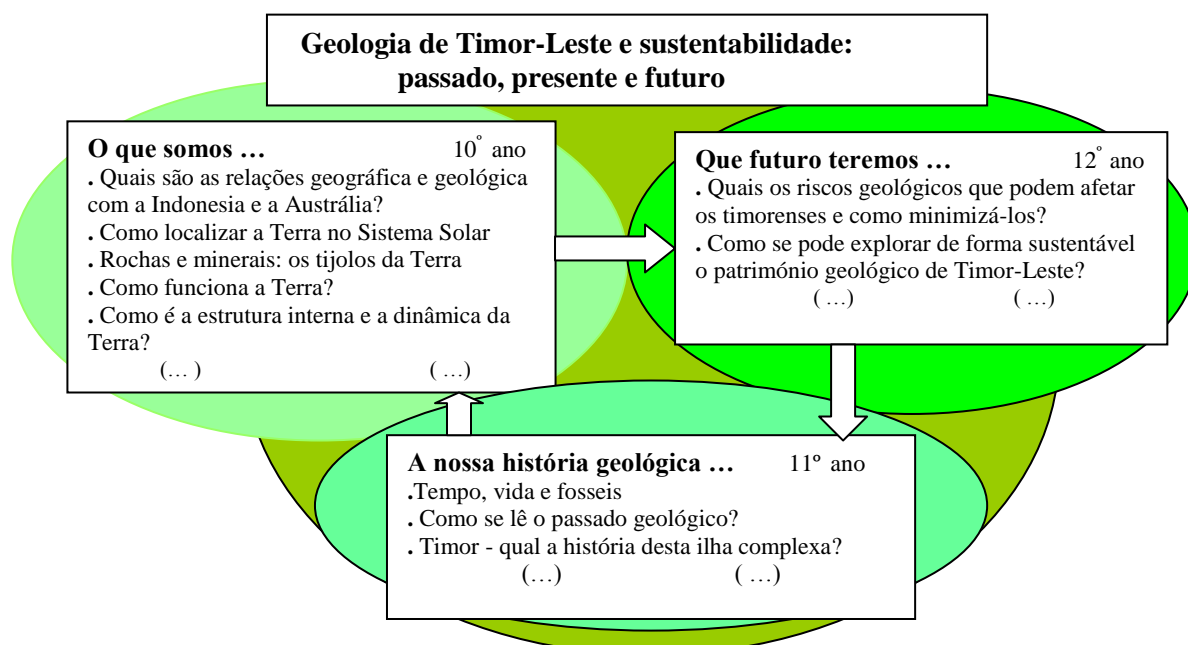 Geologia de Timor-Leste e sustentabilidade:
passado, presente e futuro
O que somos … 10º ano
. Quais são as relações geográfica e geológica
com a Indonesia e a Austrália?
. Como localizar a Terra no Sistema Solar
. Rochas e minerais: os tijolos da Terra
. Como funciona a Terra?
. Como é a estrutura interna e a dinâmica da
Terra?
(… ) ( …)
Que futuro teremos … 12º ano
. Quais os riscos geológicos que podem afetar
os timorenses e como minimizá-los?
. Como se pode explorar de forma sustentável
o património geológico de Timor-Leste?
( …) ( …)
A nossa história geológica … 11º ano
.Tempo, vida e fosseis
. Como se lê o passado geológico?
. Timor - qual a história desta ilha complexa?
(…) ( …)